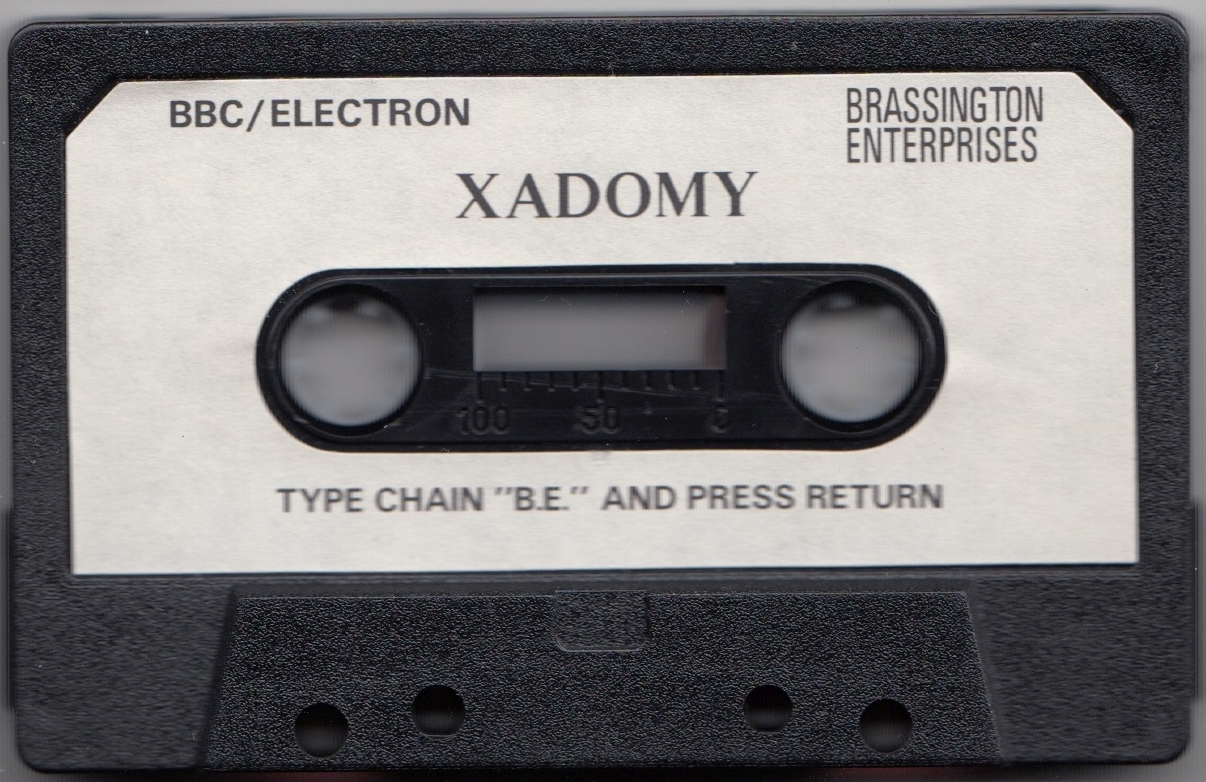 BBC/ELECTRON
BRASSINGTON
ENTERPRISES
XADOMY
100 50 0
TYPE CHAIN "B.E." AND PRESS RETURN